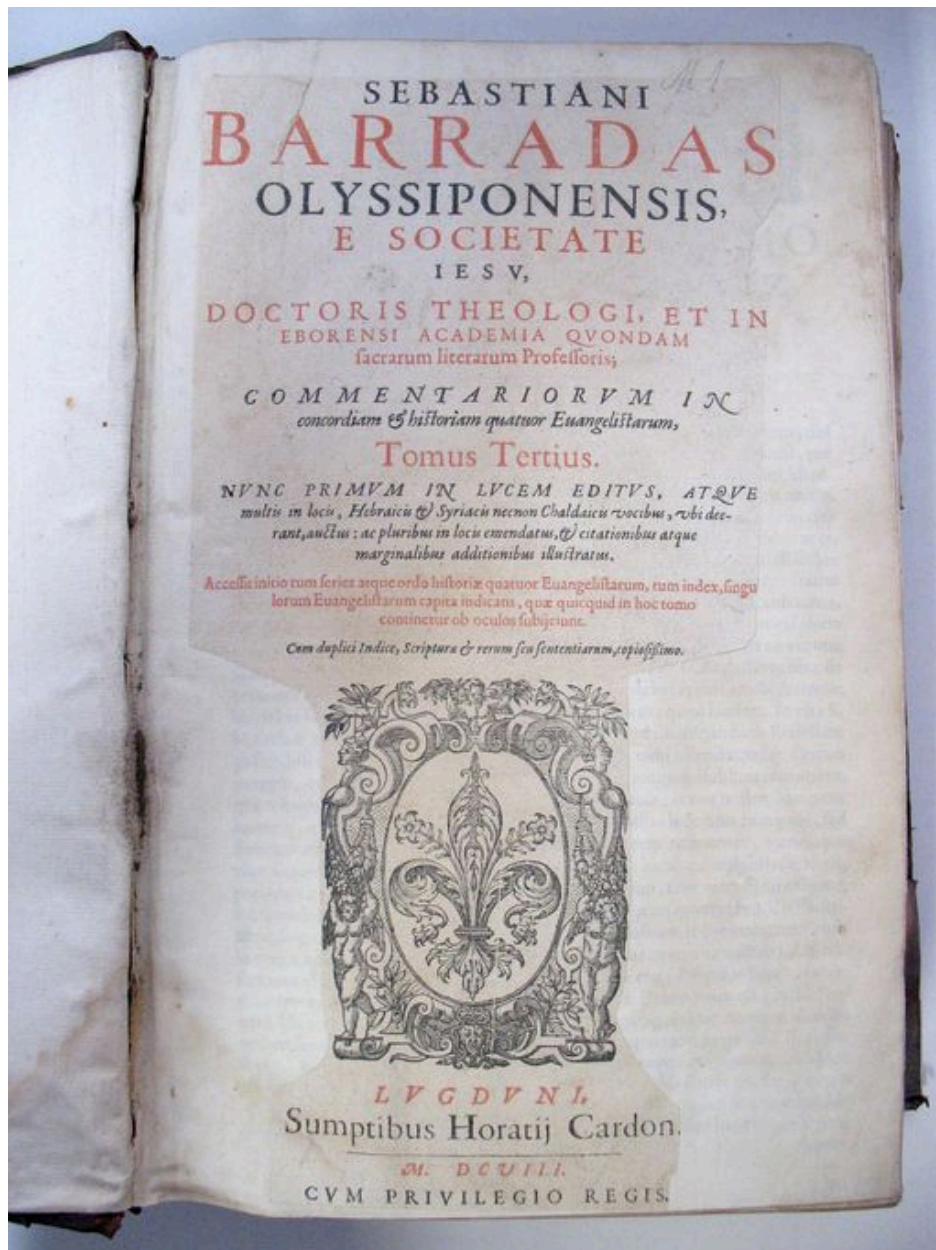 SEBASTIANI
BARRADAS
OLYSSIPONENSIS,
E SOCIETATE
IESV,
DOCTORIS THEOLOGI, ET IN
EBORENSI ACADEMIA QVONDAM
sacrarum literarum Professoris;
COMMENTARIORVM IN
concordiam & historiam quatuor Euangelistarum,
Tomus Tertius.
NVNC PRIMVM IN LVCEM EDITVS, ATQVE
multis in locis, Hebraicis & Syriacis necnon Chaldaicis vocibus, vbi dee-
rant, auctus: ac pluribus in locis emendatus, & citationibus atque
marginalibus additionibus illustratus.
Accessit initio tum series atque ordo historiæ quatuor Euangelistarum, tum index, singu
lorum Euangelistarum capita indicans, quæ quicquid in hoc tomo
continetur ob oculos subijciunt.
Cum duplici Indice, Scripturæ & rerum seu sententiarum, copiosissimo.
LVGDVNI,
Sumptibus Horatij Cardon.
M. DCVIII.
CVM PRIVILEGIO REGIS.